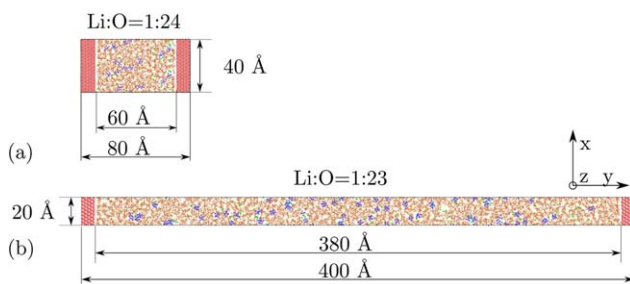 Li:O=1:24
40 Å
60 Å
80 Å
(a)
x
z y
Li:O=1:23
20 Å
380 Å
(b)
400 Å